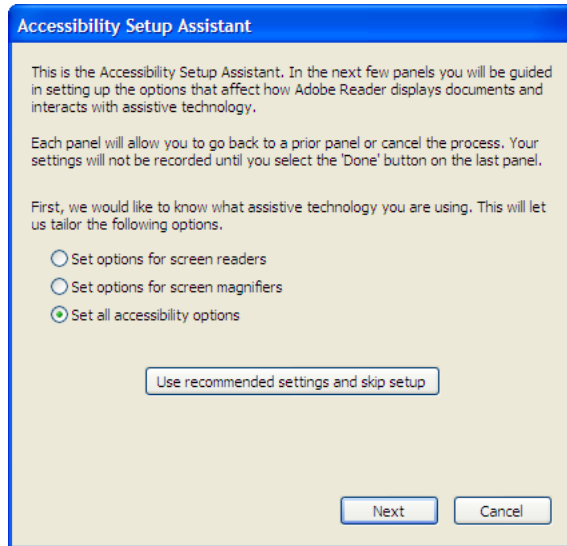 Accessibility Setup Assistant
This is the Accessibility Setup Assistant. In the next few panels you will be guided
in setting up the options that affect how Adobe Reader displays documents and
interacts with assistive technology.
Each panel will allow you to go back to a prior panel or cancel the process. Your
settings will not be recorded until you select the 'Done' button on the last panel.
First, we would like to know what assistive technology you are using. This will let
us tailor the following options.
Set options for screen readers
Set options for screen magnifiers
Set all accessibility options
Use recommended settings and skip setup
Next Cancel